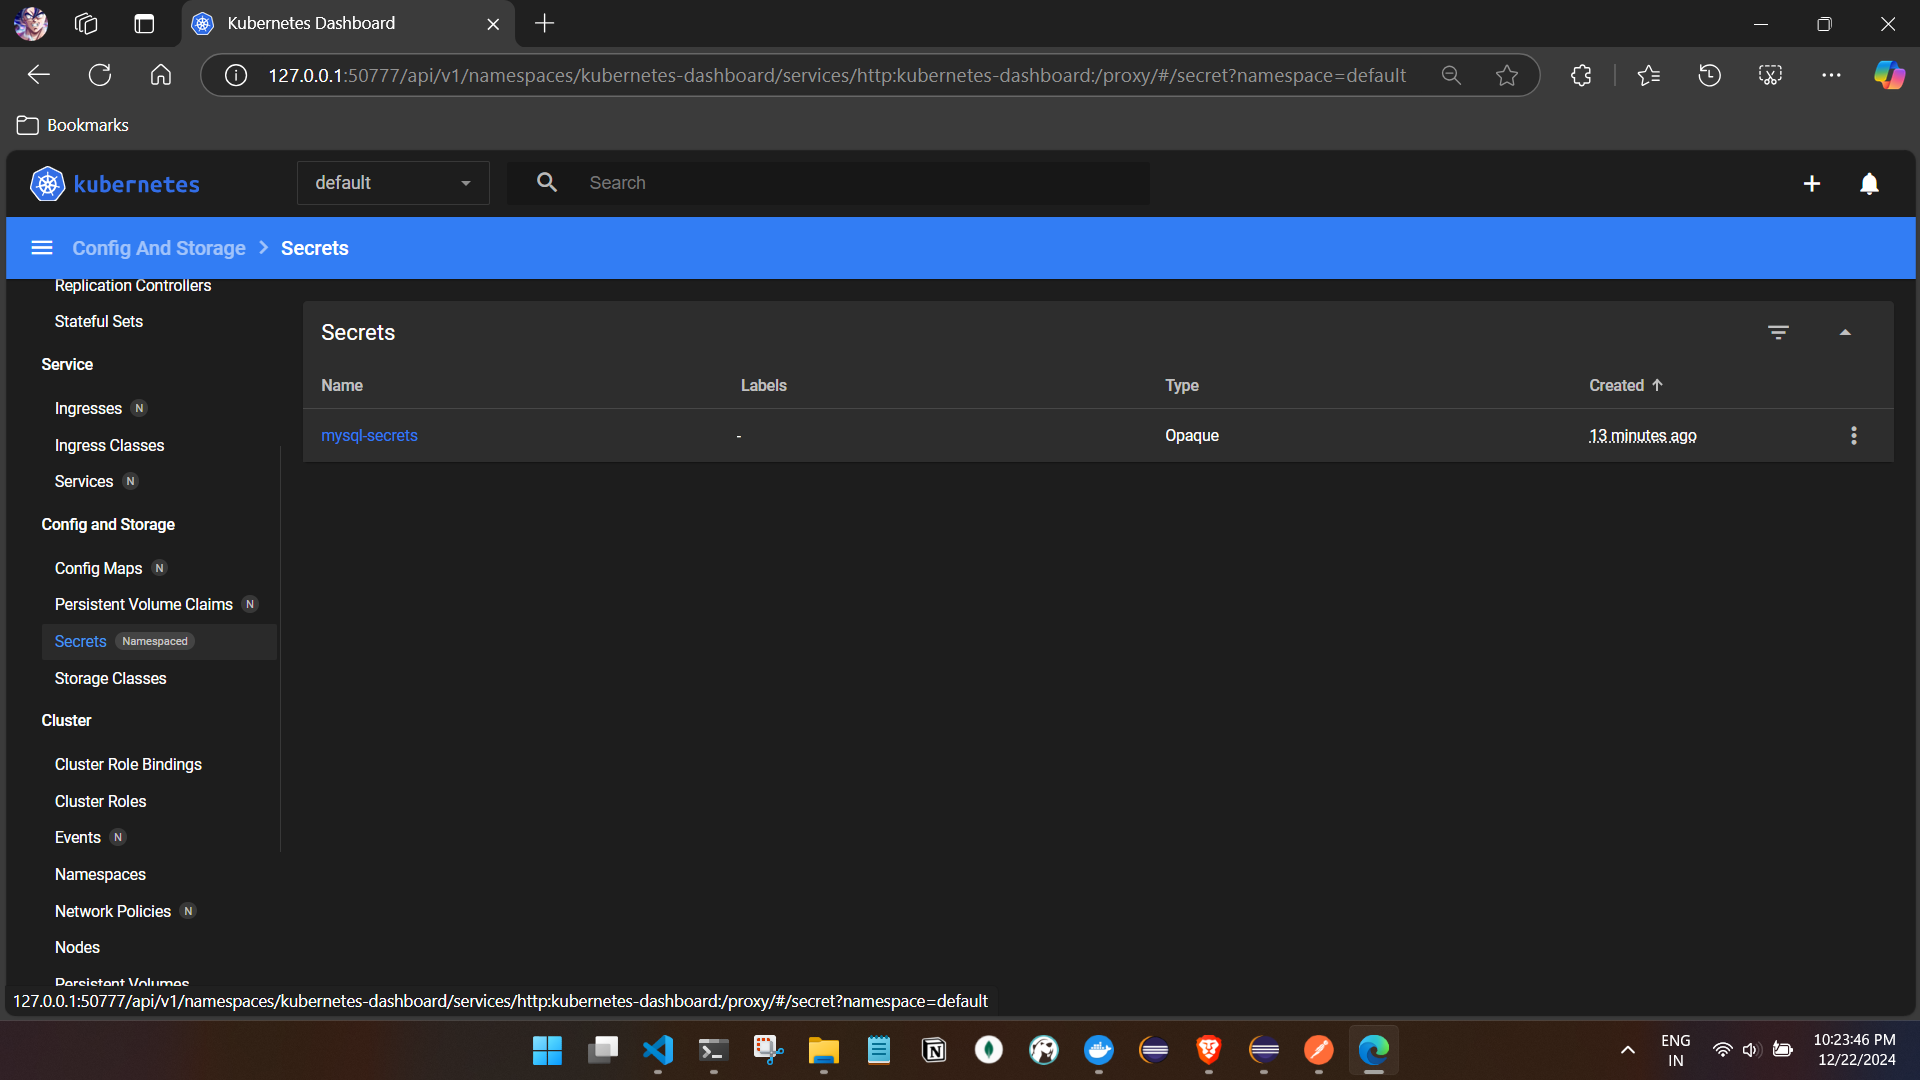 Kubernetes Dashboard
127.0.0.1:50777/api/v1/namespaces/kubernetes-dashboard/services/http:kubernetes-dashboard:/proxy/#/secret?namespace=default
Bookmarks
kubernetes
default
Search
Config And Storage
Secrets
Replication Controllers
Stateful Sets
Service
Ingresses N
Ingress Classes
Services N
Config and Storage
Config Maps N
Persistent Volume Claims N
Secrets Namespaced
Storage Classes
Cluster
Cluster Role Bindings
Cluster Roles
Events N
Namespaces
Network Policies N
Nodes
Persistent Volumes
Secrets
Name Labels Type Created
mysql-secrets - Opaque 13 minutes ago
127.0.0.1:50777/api/v1/namespaces/kubernetes-dashboard/services/http:kubernetes-dashboard:/proxy/#/secret?namespace=default
ENG
IN
10:23:46 PM
12/22/2024